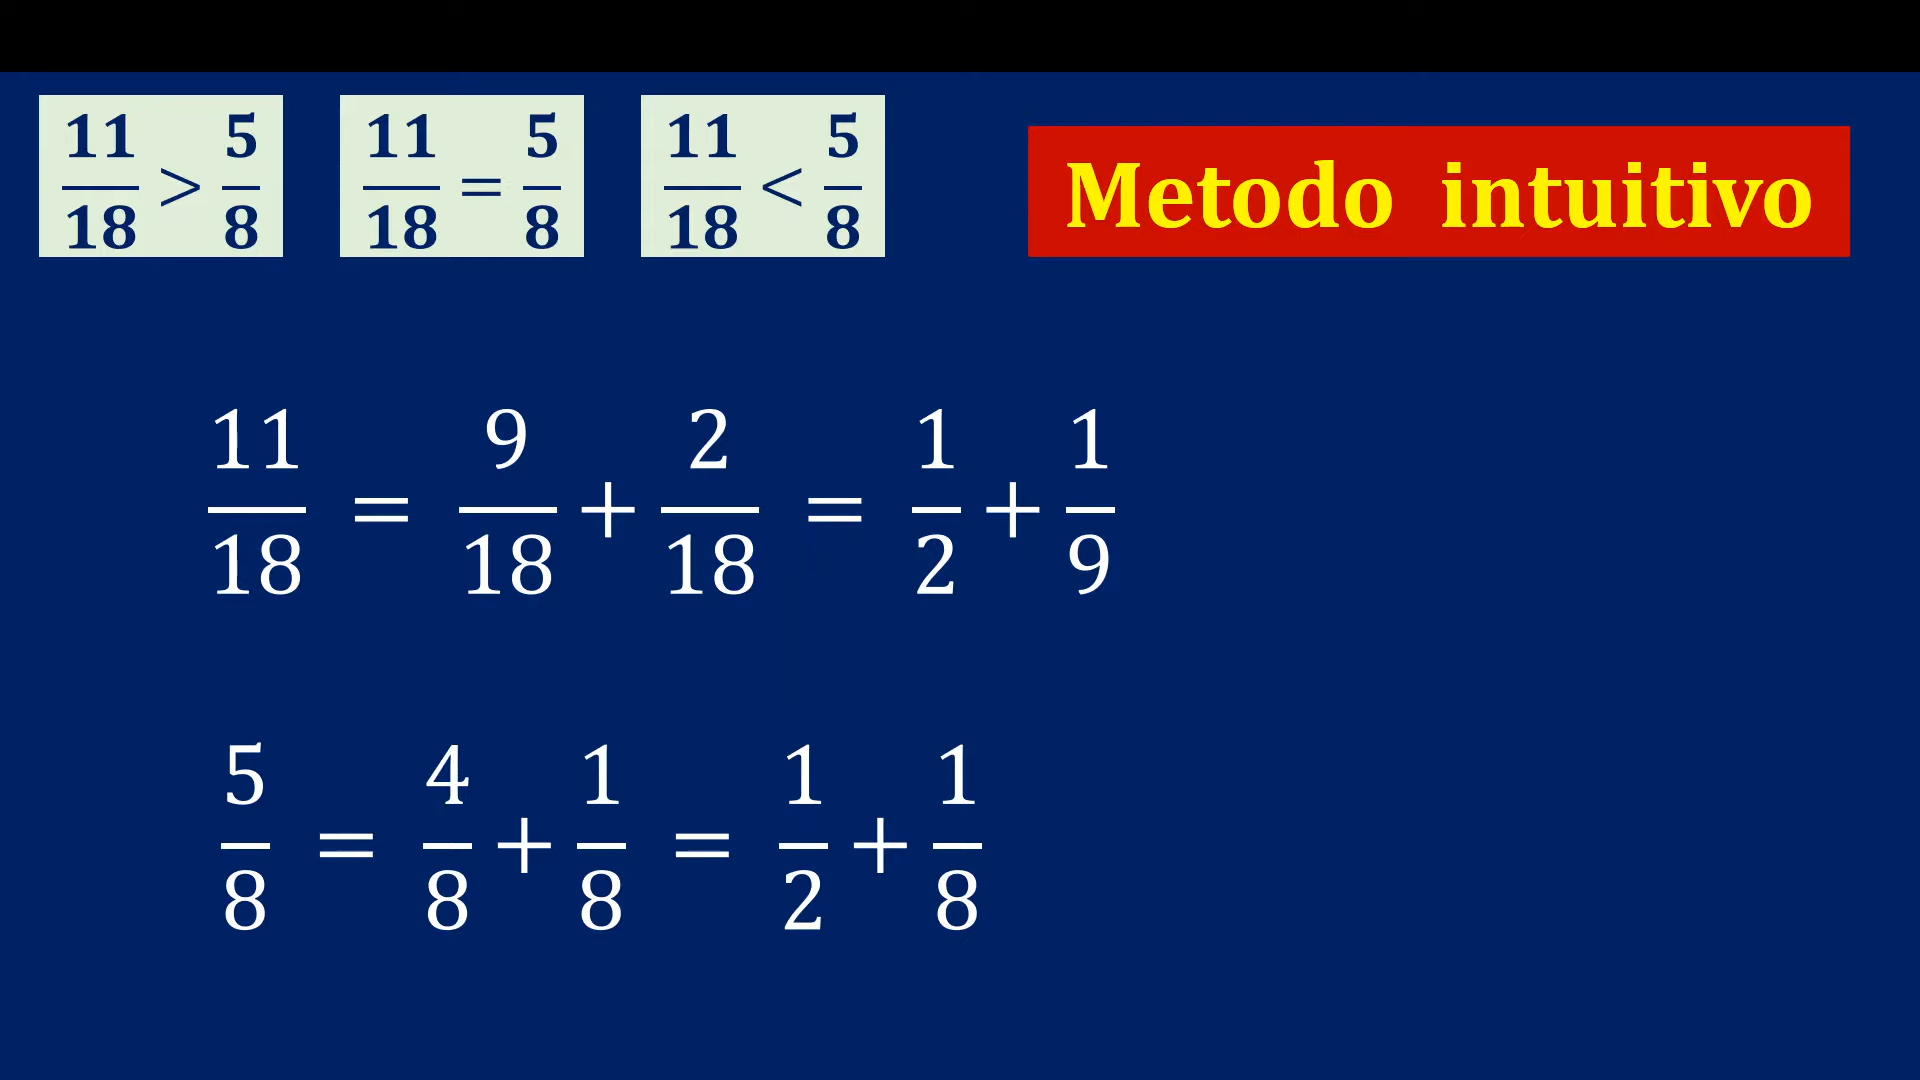 11/18 > 5/8
11/18 = 5/8
11/18 < 5/8
Metodo intuitivo
11/18 = 9/18 + 2/18 = 1/2 + 1/9
5/8 = 4/8 + 1/8 = 1/2 + 1/8